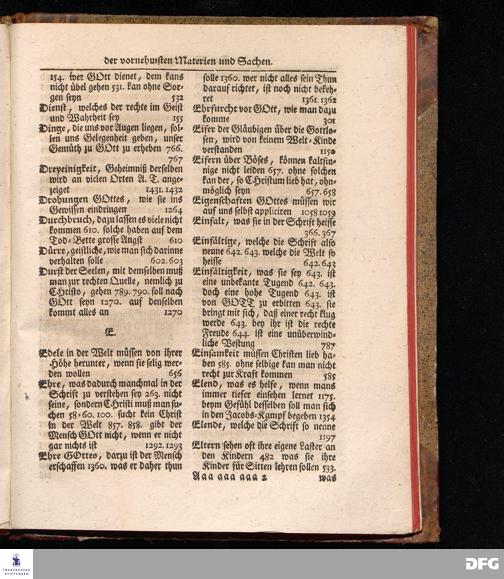 der vornehmsten Materien und Sachen.
154. wer GOtt dienet, dem kans
nicht übel gehen 531. kan ohne Sor-
gen seyn 532
Dienst, welches der rechte im Geist
und Wahrheit sey 155
Dinge, die uns vor Augen liegen, sol-
len uns Gelegenheit geben, unser
Gemüth zu GOtt zu erheben 766.
767
Dreyeinigkeit, Geheimniß derselben
wird an vielen Orten A. T. ange-
zeiget 1431. 1432
Drohungen GOttes, wie sie ins
Gewissen eindringen 1264
Durchbruch, dazu lassen es viele nicht
kommen 610. solche haben auf dem
Tod-Bette grosse Angst 610
Dürre, geistliche, wie man sich darinne
verhalten solle 602. 603
Durst der Seelen, mit demselben muß
man zur rechten Quelle, nemlich zu
CHristo, gehen 789. 790. soll nach
GOtt seyn 1270. auf denselben
kommt alles an 1270
E.
Edele in der Welt müssen von ihrer
Höhe herunter, wenn sie selig wer-
den wollen 656
Ehre, was dadurch manchmal in der
Schrift zu verstehen sey 263. nicht
seine, sondern CHristi muß man su-
chen 58. 60. 100. sucht kein Christ
in der Welt 857. 858. gibt der
Mensch GOtt nicht, wenn er nicht
gar nichts ist 1292. 1293
Ehre GOttes, darzu ist der Mensch
erschaffen 1360. was er daher thun
solle 1360. wer nicht alles sein Thun
darauf richtet, ist noch nicht bekeh-
ret 1361. 1362
Ehrfurcht vor GOtt, wie man dazu
komme 301
Eifer der Gläubigen über die Gottlo-
sen, wird von keinem Welt-Kinde
verstanden 1150
Eifern über Böses, können kaltsin-
nige nicht leiden 657. ohne solchen
kan der, so CHristum lieb hat, ohn-
möglich seyn 657. 658
Eigenschaften GOttes müssen wir
auf uns selbst appliciren 1058 1059
Einfalt, was sie in der Schrift heisse
366. 367
Einfältige, welche die Schrift also
nenne 642. 643. welche die Welt so
heisse 642. 643
Einfältigkeit, was sie sey 643. ist
eine unbekante Tugend 642. 643.
doch eine hohe Tugend 643. ist
von GOTT zu erbitten 643. sie
bringt mit sich, daß einer recht klug
werde 643. bey ihr ist die rechte
Freude 644. ist eine unüberwind-
liche Vestung 787
Einsamkeit müssen Christen lieb ha-
ben 585. ohne selbige kan man nicht
recht zur Kraft kommen 585
Elend, was es helfe, wenn mans
immer tiefer einsehen lernet 1175.
beym Gefühl desselben soll man sich
in den Jacobs-Kampf begeben 1354
Elende, welche die Schrift so nenne
1197
Eltern sehen oft ihre eigene Laster an
den Kindern 482 was sie ihre
Kinder für Sitten lehren sollen 533.
Aaa aaa aaa 2 was
FRANCKESCHE
STIFTUNGEN
DFG